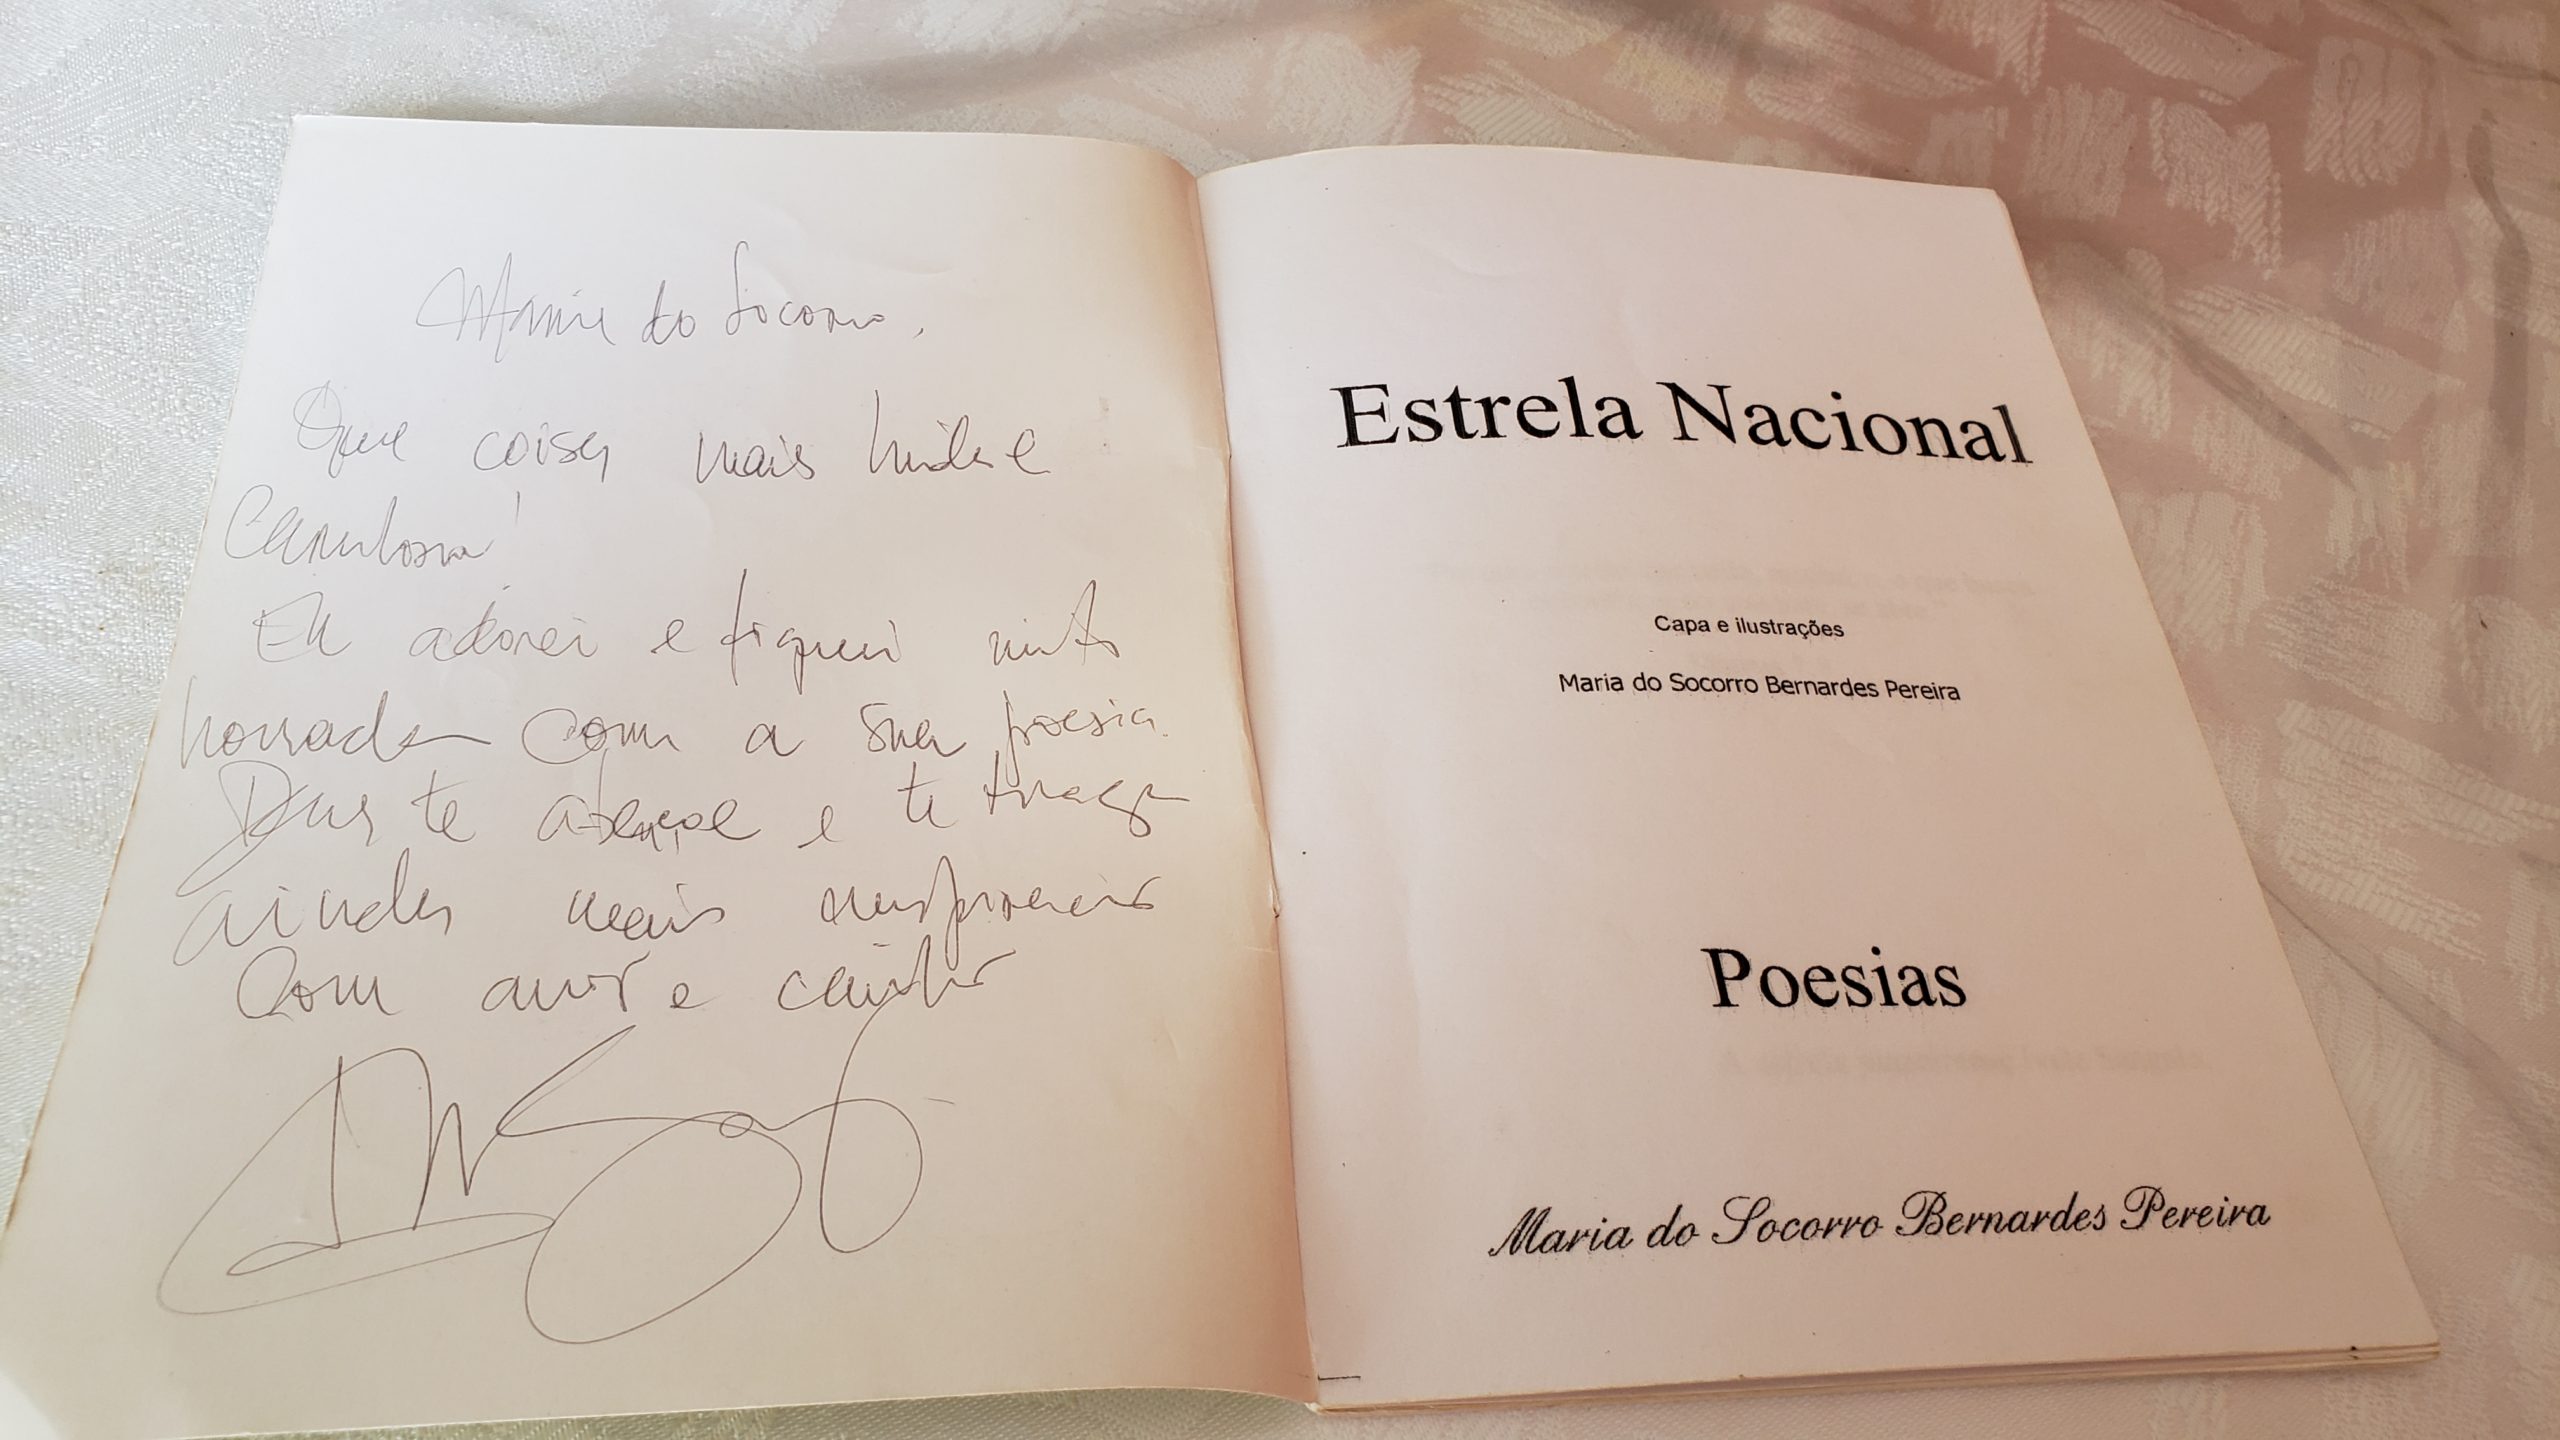 Maria do Socorro,
Que coisa mais linda e
Carinhosa!
Eu adorei e fiquei muito
honrada com a sua poesia.
Deus te abençoe e te traga
ainda mais inspiração
Com amor e carinho
Estrela Nacional
Capa e ilustrações
Maria do Socorro Bernardes Pereira
Poesias
Maria do Socorro Bernardes Pereira